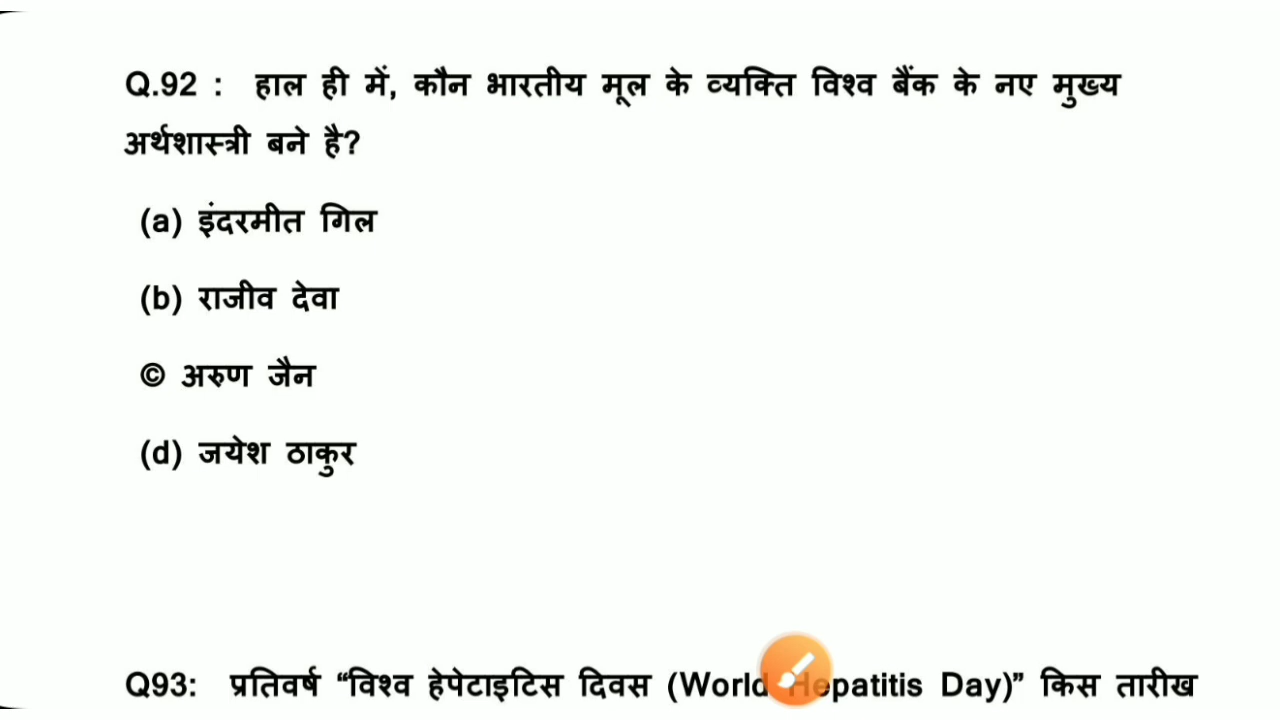 Q.92 : हाल ही में, कौन भारतीय मूल के व्यक्ति विश्व बैंक के नए मुख्य
अर्थशास्त्री बने है?
(a) इंदरमीत गिल
(b) राजीव देवा
© अरुण जैन
(d) जयेश ठाकुर
Q93: प्रतिवर्ष “विश्व हेपेटाइटिस दिवस (World Hepatitis Day)” किस तारीख